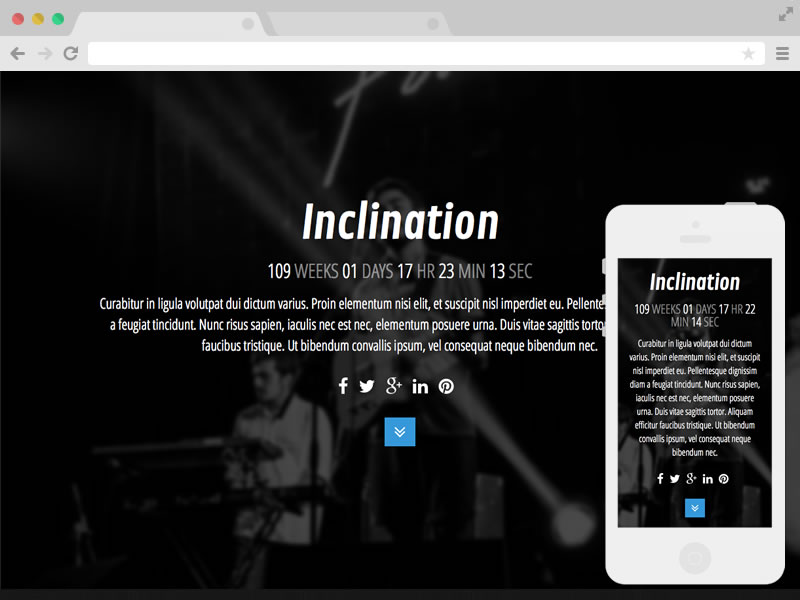 Inclination
109 WEEKS 01 DAYS 17 HR 23 MIN 13 SEC
Curabitur in ligula volutpat dui dictum varius. Proin elementum nisi elit, et suscipit nisl imperdiet eu. Pellente
a feugiat tincidunt. Nunc risus sapien, iaculis nec est nec, elementum posuere urna. Duis vitae sagittis torto
faucibus tristique. Ut bibendum convallis ipsum, vel consequat neque bibendum nec.
Inclination
109 WEEKS 01 DAYS 17 HR 22
MIN 14 SEC
Curabitur in ligula volutpat dui dictum
varius. Proin elementum nisi elit, et suscipit
nisl imperdiet eu. Pellentesque dignissim
diam a feugiat tincidunt. Nunc risus sapien,
iaculis nec est nec, elementum posuere
urna. Duis vitae sagittis tortor. Aliquam
efficitur faucibus tristique. Ut bibendum
convallis ipsum, vel consequat neque
bibendum nec.